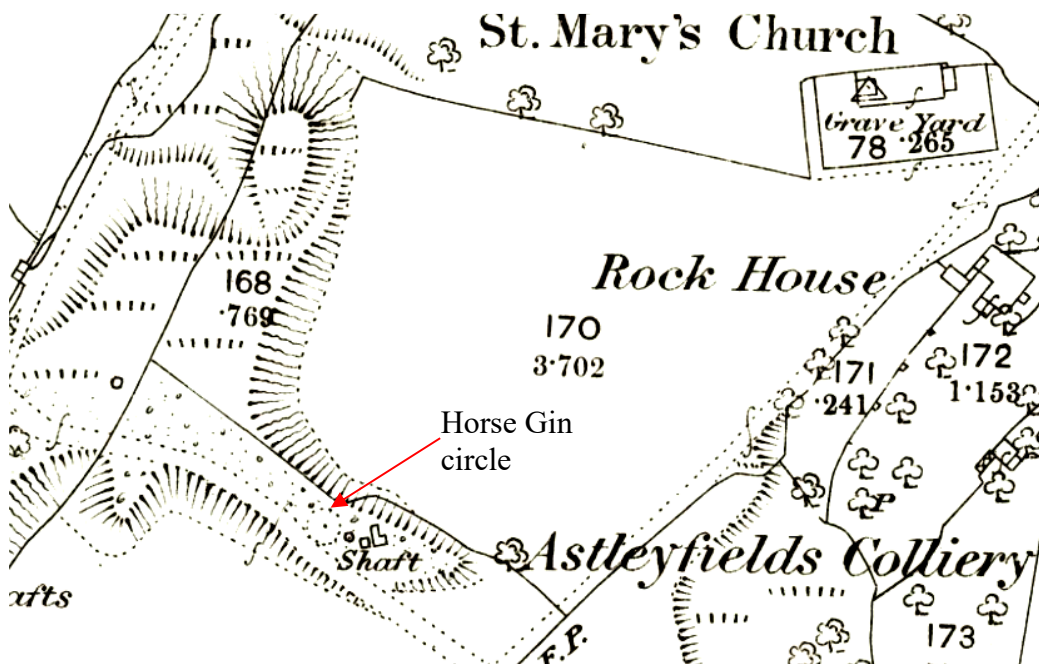 St. Mary's Church
Grave Yard
78 ·265
Rock House
168
·769
170
3·702
171
·241
172
1·153
Horse Gin
circle
P
Shaft
Astleyfields Colliery
afts
F.P.
173